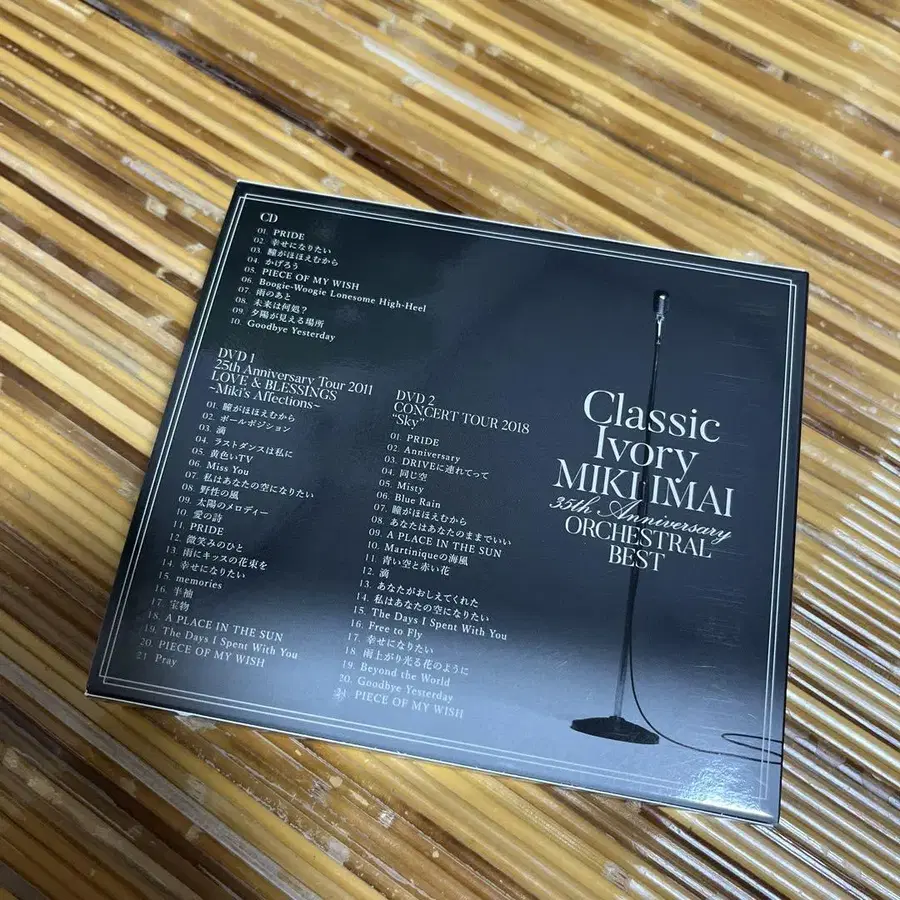 CD
01. PRIDE
02. 幸せになりたい
03. 瞳がほほえむから
04. かげろう
05. PIECE OF MY WISH
06. Boogie-Woogie Lonesome High-Heel
07. 雨のあと
08. 未来は何処？
09. 夕陽が見える場所
10. Goodbye Yesterday
DVD 1
25th Anniversary Tour 2011
LOVE & BLESSINGS
~Miki's Affections~
01. 瞳がほほえむから
02. ポールポジション
03. 滴
04. ラストダンスは私に
05. 黄色いTV
06. Miss You
07. 私はあなたの空になりたい
08. 野性の風
09. 太陽のメロディー
10. 愛の詩
11. PRIDE
12. 微笑みのひと
13. 雨にキッスの花束を
14. 幸せになりたい
15. memories
16. 半袖
17. 宝物
18. A PLACE IN THE SUN
19. The Days I Spent With You
20. PIECE OF MY WISH
21 Pray
DVD 2
CONCERT TOUR 2018
"Sky"
01. PRIDE
02. Anniversary
03. DRIVEに連れてって
04. 同じ空
05. Misty
06. Blue Rain
07. 瞳がほほえむから
08. あなたはあなたのままでいい
09. A PLACE IN THE SUN
10. Martiniqueの海風
11. 青い空と赤い花
12. 滴
13. あなたがおしえてくれた
14. 私はあなたの空になりたい
15. The Days I Spent With You
16. Free to Fly
17. 幸せになりたい
18. 雨上がり光る花のように
19. Beyond the World
20. Goodbye Yesterday
21 PIECE OF MY WISH
Classic
Ivory
MIKI IMAI
35th Anniversary
ORCHESTRAL
BEST